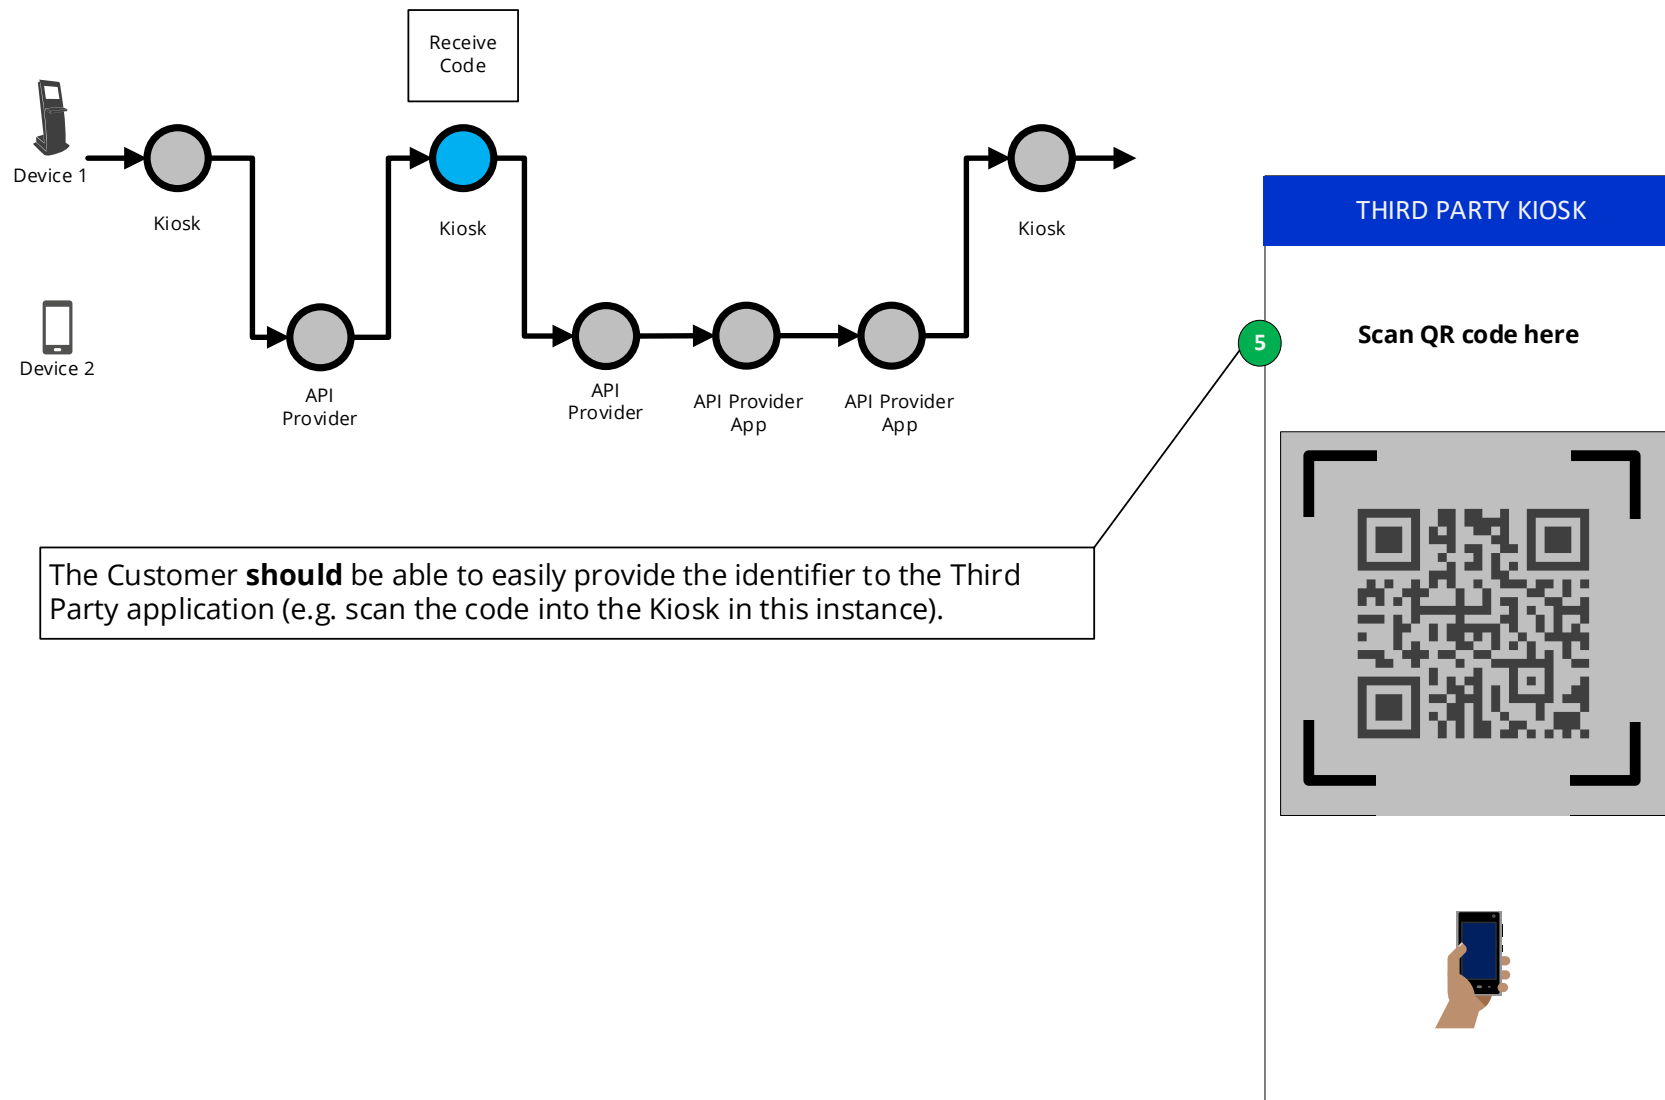 Receive
Code
Device 1
Kiosk
Kiosk
Kiosk
Device 2
API
Provider
API
Provider
API Provider
App
API Provider
App
THIRD PARTY KIOSK
5
Scan QR code here
The Customer should be able to easily provide the identifier to the Third
Party application (e.g. scan the code into the Kiosk in this instance).